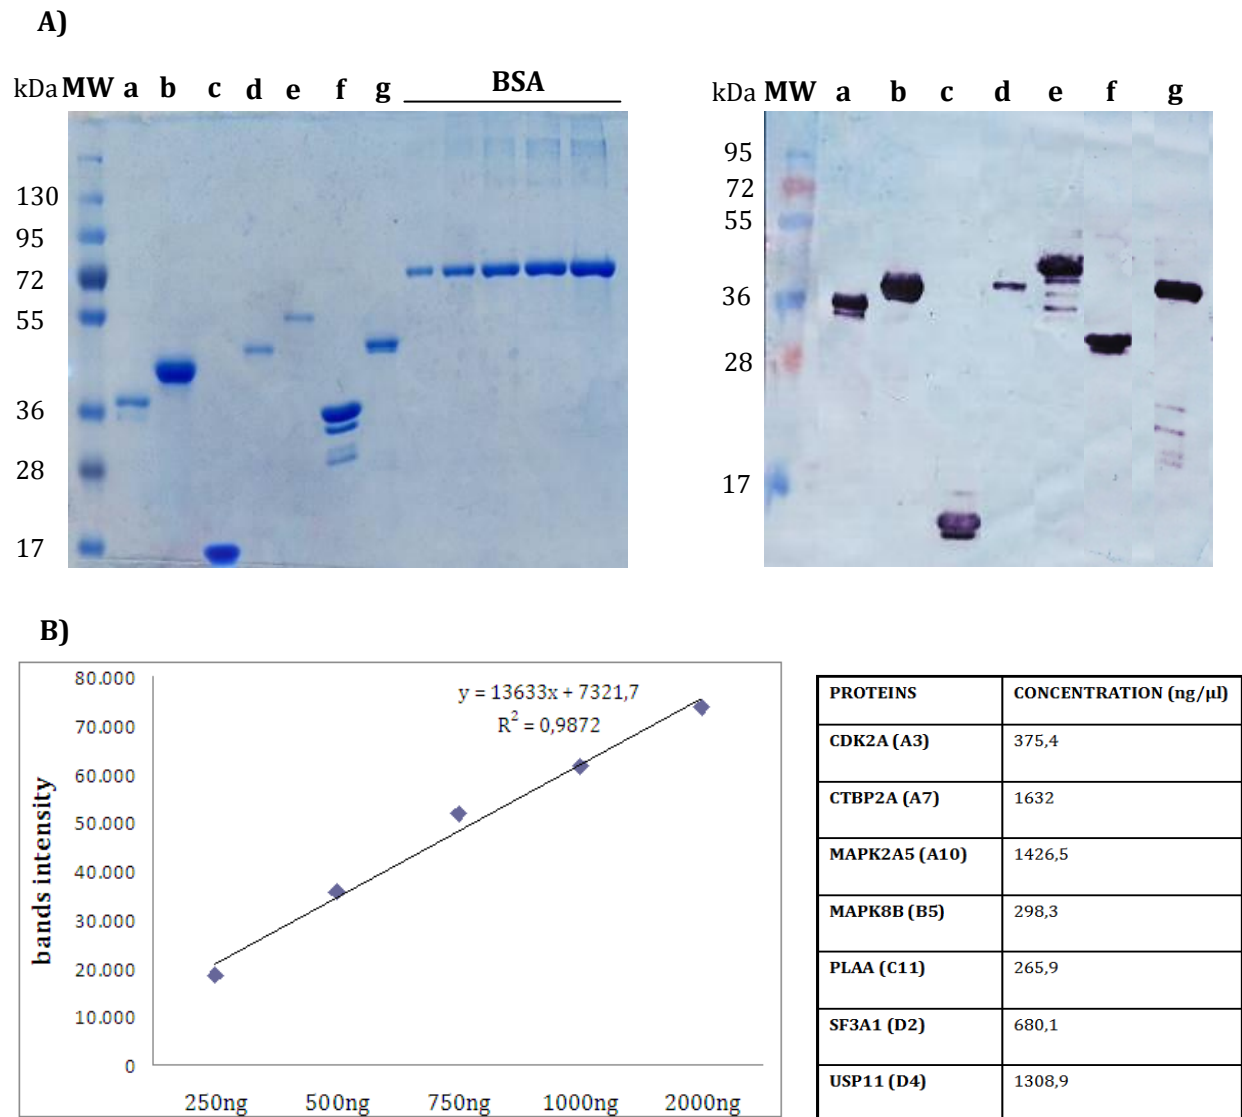 A)
kDa MW a b c d e f g BSA
130
95
72
55
36
28
17
kDa MW a b c d e f g
95
72
55
36
28
17
B)
80.000
70.000
60.000
50.000
40.000
30.000
20.000
10.000
0
bands intensity
y = 13633x + 7321,7
R² = 0,9872
250ng 500ng 750ng 1000ng 2000ng
PROTEINS CONCENTRATION (ng/µl)
CDK2A (A3) 375,4
CTBP2A (A7) 1632
MAPK2A5 (A10) 1426,5
MAPK8B (B5) 298,3
PLAA (C11) 265,9
SF3A1 (D2) 680,1
USP11 (D4) 1308,9